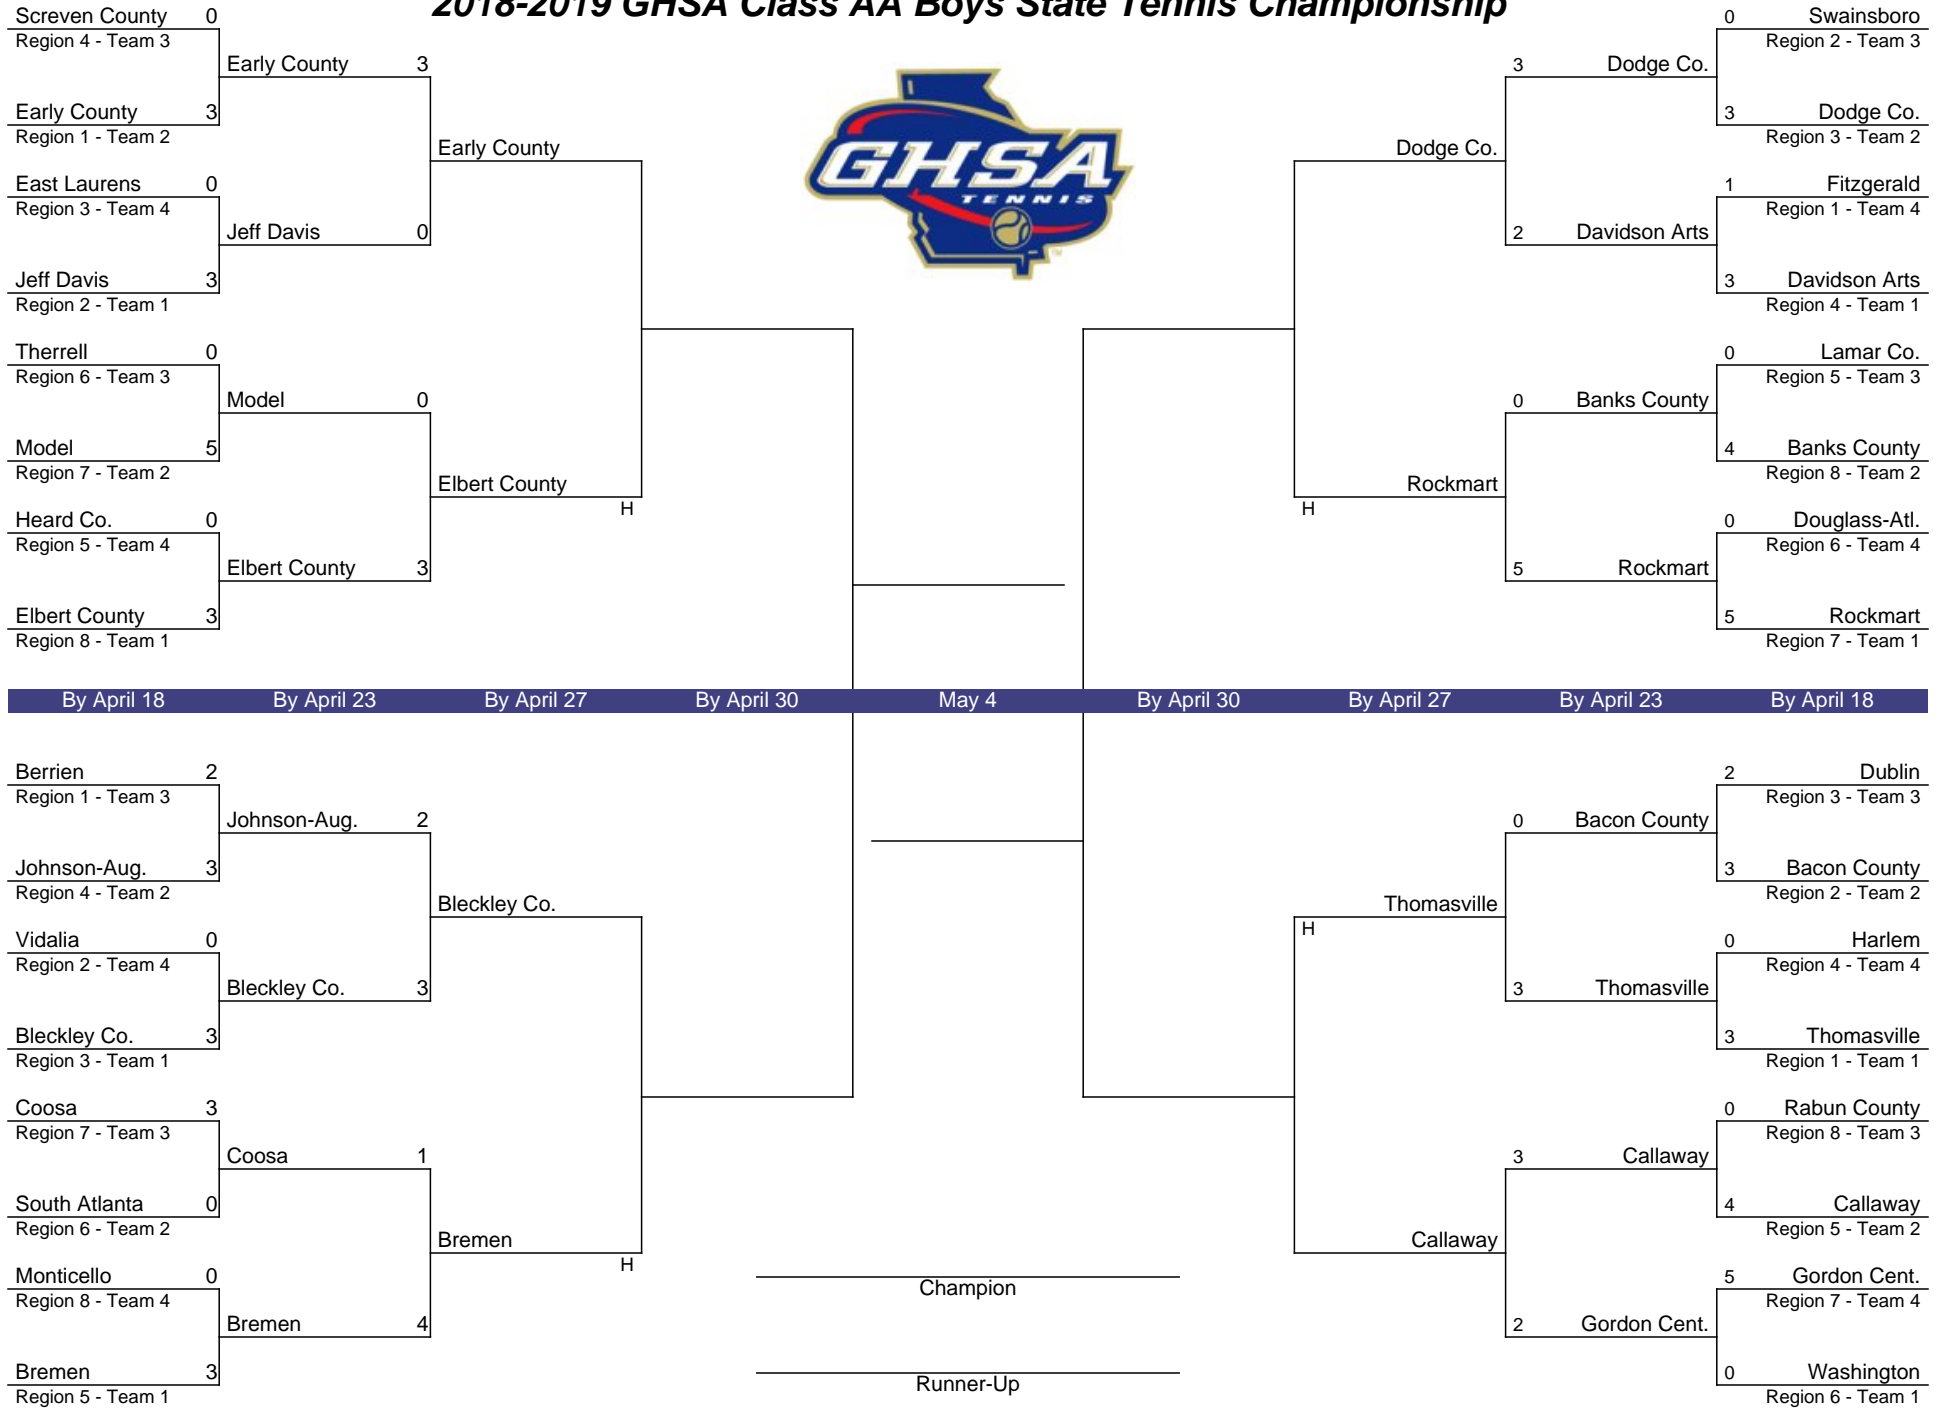 2018-2019 GHSA Class AA Boys State Tennis Championship
GHSA
TENNIS
TM
Screven County 0
Region 4 - Team 3
Early County 3
Early County 3
Region 1 - Team 2
Early County
East Laurens 0
Region 3 - Team 4
Jeff Davis 0
Jeff Davis 3
Region 2 - Team 1
Therrell 0
Region 6 - Team 3
Model 0
Model 5
Region 7 - Team 2
Elbert County
H
Heard Co. 0
Region 5 - Team 4
Elbert County 3
Elbert County 3
Region 8 - Team 1
0 Swainsboro
Region 2 - Team 3
3 Dodge Co.
3 Dodge Co.
Region 3 - Team 2
Dodge Co.
1 Fitzgerald
Region 1 - Team 4
2 Davidson Arts
3 Davidson Arts
Region 4 - Team 1
0 Lamar Co.
Region 5 - Team 3
0 Banks County
4 Banks County
Region 8 - Team 2
Rockmart
H
0 Douglass-Atl.
Region 6 - Team 4
5 Rockmart
5 Rockmart
Region 7 - Team 1
By April 18 By April 23 By April 27 By April 30 May 4 By April 30 By April 27 By April 23 By April 18
Berrien 2
Region 1 - Team 3
Johnson-Aug. 2
Johnson-Aug. 3
Region 4 - Team 2
Bleckley Co.
Vidalia 0
Region 2 - Team 4
Bleckley Co. 3
Bleckley Co. 3
Region 3 - Team 1
Coosa 3
Region 7 - Team 3
Coosa 1
South Atlanta 0
Region 6 - Team 2
Bremen
H
Monticello 0
Region 8 - Team 4
Bremen 4
Bremen 3
Region 5 - Team 1
2 Dublin
Region 3 - Team 3
0 Bacon County
3 Bacon County
Region 2 - Team 2
Thomasville
H
0 Harlem
Region 4 - Team 4
3 Thomasville
3 Thomasville
Region 1 - Team 1
0 Rabun County
Region 8 - Team 3
3 Callaway
4 Callaway
Region 5 - Team 2
Callaway
5 Gordon Cent.
Region 7 - Team 4
2 Gordon Cent.
0 Washington
Region 6 - Team 1
Champion
Runner-Up